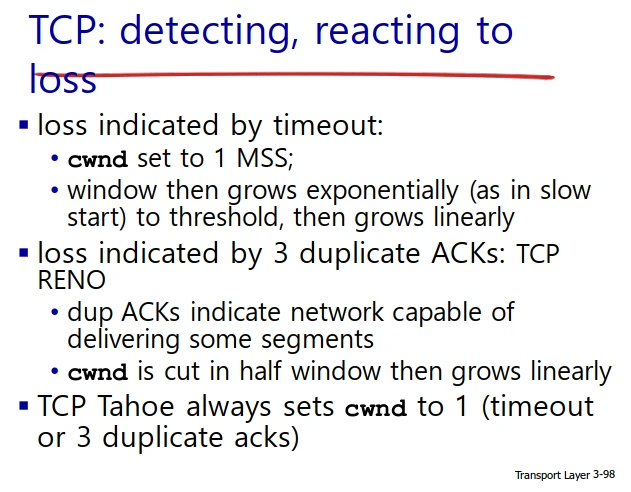 TCP: detecting, reacting to
loss
▪ loss indicated by timeout:
• cwnd set to 1 MSS;
• window then grows exponentially (as in slow
start) to threshold, then grows linearly
▪ loss indicated by 3 duplicate ACKs: TCP
RENO
• dup ACKs indicate network capable of
delivering some segments
• cwnd is cut in half window then grows linearly
▪ TCP Tahoe always sets cwnd to 1 (timeout
or 3 duplicate acks)
Transport Layer 3-98